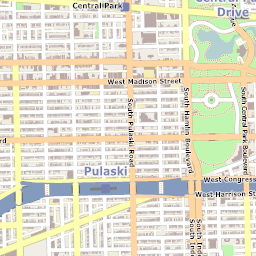 Central Park
Drive
West Madison Street
South Pulaski Road
South Hamlin Boulevard
South Central Park Boulevard
Pulaski
West Congress
West Harrison St